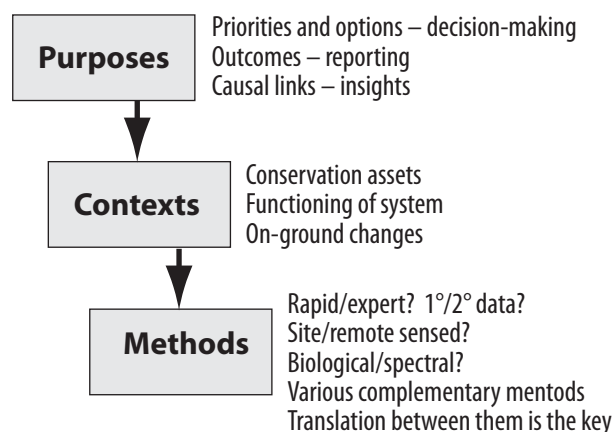 Purposes
Priorities and options – decision-making
Outcomes – reporting
Causal links – insights
Contexts
Conservation assets
Functioning of system
On-ground changes
Methods
Rapid/expert? 1°/2° data?
Site/remote sensed?
Biological/spectral?
Various complementary mentods
Translation between them is the key